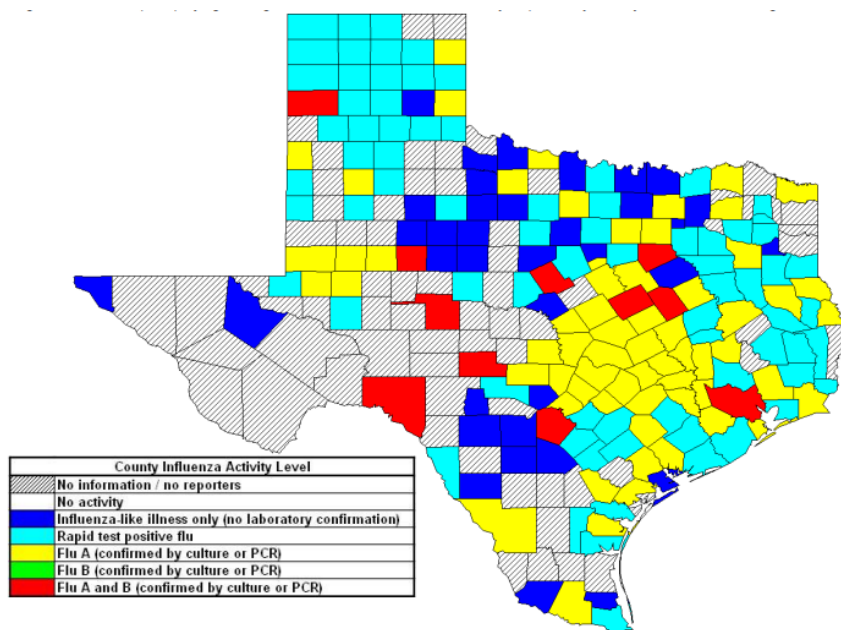 County Influenza Activity Level
No information / no reporters
No activity
Influenza-like illness only (no laboratory confirmation)
Rapid test positive flu
Flu A (confirmed by culture or PCR)
Flu B (confirmed by culture or PCR)
Flu A and B (confirmed by culture or PCR)